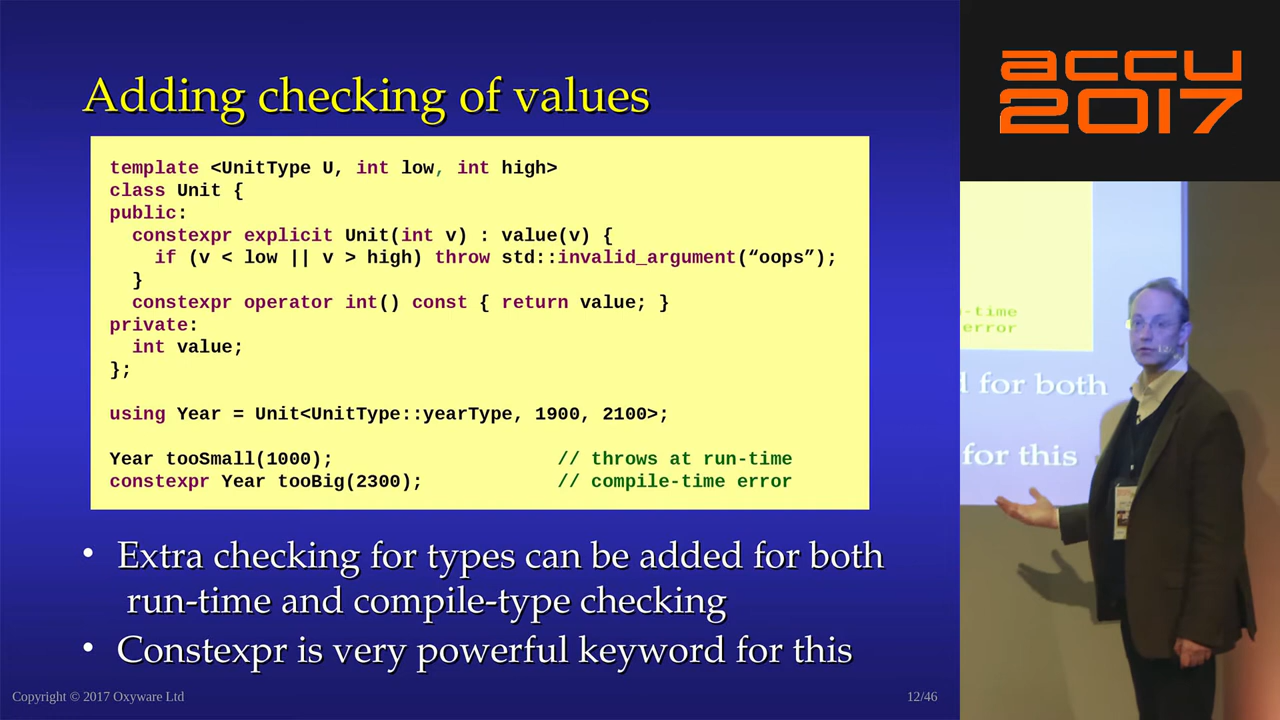 Adding checking of values
template <UnitType U, int low, int high>
class Unit {
public:
constexpr explicit Unit(int v) : value(v) {
if (v < low || v > high) throw std::invalid_argument(“oops”);
}
constexpr operator int() const { return value; }
private:
int value;
};
using Year = Unit<UnitType::yearType, 1900, 2100>;
Year tooSmall(1000); // throws at run-time
constexpr Year tooBig(2300); // compile-time error
• Extra checking for types can be added for both
run-time and compile-type checking
• Constexpr is very powerful keyword for this
Copyright © 2017 Oxyware Ltd
12/46
accu
2017
-time
error
for both
for this